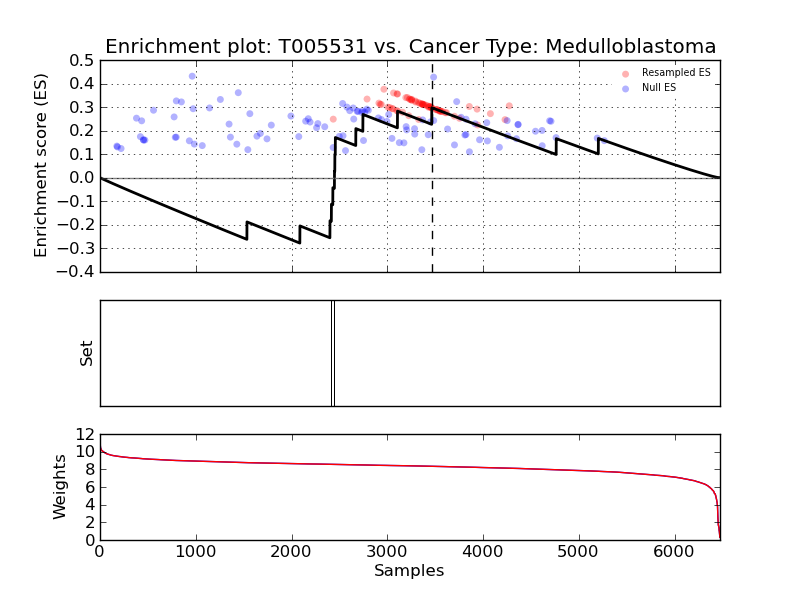 Enrichment plot: T005531 vs. Cancer Type: Medulloblastoma
Enrichment score (ES)
0.5
0.4
0.3
0.2
0.1
0.0
−0.1
−0.2
−0.3
−0.4
Resampled ES
Null ES
Set
Weights
12
10
8
6
4
2
0
0 1000 2000 3000 4000 5000 6000
Samples